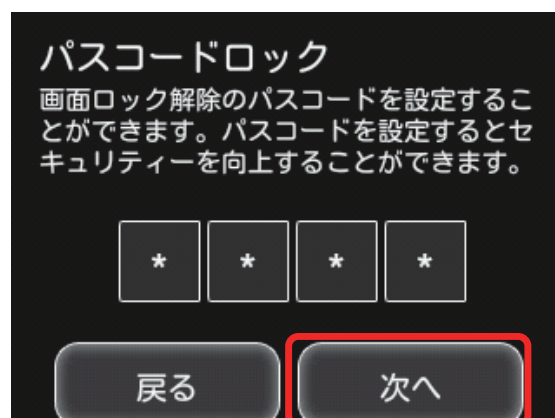 パスコードロック
画面ロック解除のパスコードを設定するこ
とができます。パスコードを設定するとセ
キュリティーを向上することができます。
* * * *
戻る 次へ